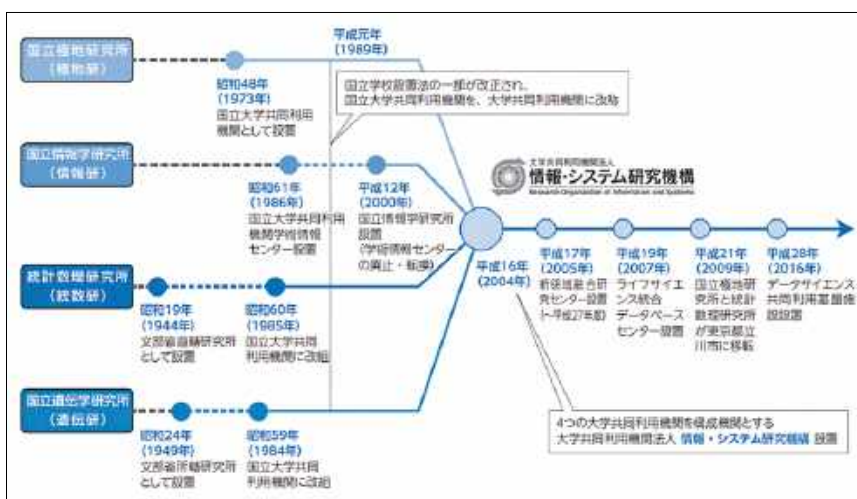 国立極地研究所
(極地研)
平成元年
(1989年)
昭和48年
(1973年)
国立大学共同利用
機関として設置
国立学校設置法の一部が改正され、
国立大学共同利用機関を、大学共同利用機関に改称
国立情報学研究所
(情報研)
昭和61年
(1986年)
国立大学共同利用
機関学術情報
センター設置
平成12年
(2000年)
国立情報学研究所
設置
(学術情報センター
の廃止・転換)
大学共同利用機関法人
情報・システム研究機構
Research Organization of Information and Systems
統計数理研究所
(統数研)
昭和19年
(1944年)
文部省直轄研究所
として設置
昭和60年
(1985年)
国立大学共同
利用機関に改組
平成16年
(2004年)
平成17年
(2005年)
新領域融合研
究センター設置
(~平成27年度)
平成19年
(2007年)
ライフサイエ
ンス統合
データベース
センター設置
平成21年
(2009年)
国立極地研
究所と統計
数理研究所
が東京都立
川市に移転
平成28年
(2016年)
データサイエンス
共同利用基盤施
設設置
国立遺伝学研究所
(遺伝研)
昭和24年
(1949年)
文部省所轄研究所
として設置
昭和59年
(1984年)
国立大学共同
利用機関に改組
4つの大学共同利用機関を構成機関とする
大学共同利用機関法人 情報・システム研究機構 設置